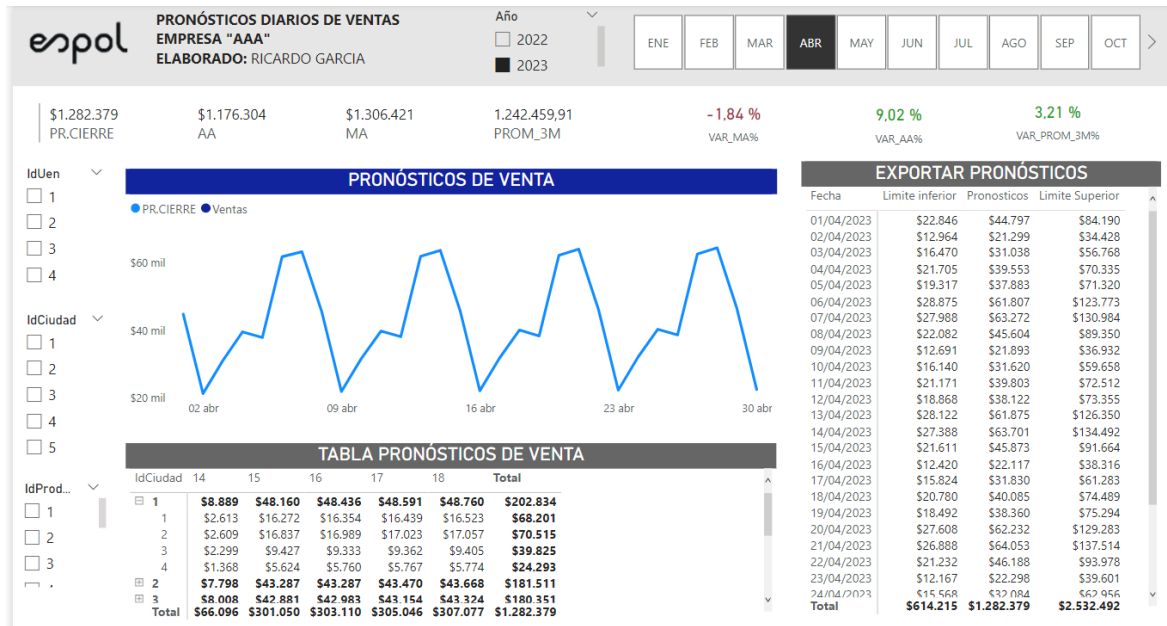 espol
PRONÓSTICOS DIARIOS DE VENTAS
EMPRESA "AAA"
ELABORADO: RICARDO GARCIA
Año
2022
2023
ENE FEB MAR ABR MAY JUN JUL AGO SEP OCT
$1.282.379 $1.176.304 $1.306.421 1.242.459,91 -1,84 % 9,02 % 3,21 %
PR.CIERRE AA MA PROM_3M VAR_MA% VAR_AA% VAR_PROM_3M%
IdUen
1
2
3
4
IdCiudad
1
2
3
4
5
IdProd...
1
2
3
PRONÓSTICOS DE VENTA
PR.CIERRE Ventas
$60 mil
$40 mil
$20 mil
02 abr 09 abr 16 abr 23 abr 30 abr
TABLA PRONÓSTICOS DE VENTA
IdCiudad 14 15 16 17 18 Total
1 $8.889 $48.160 $48.436 $48.591 $48.760 $202.834
1 $2.613 $16.272 $16.354 $16.439 $16.523 $68.201
2 $2.609 $16.837 $16.989 $17.023 $17.057 $70.515
3 $2.299 $9.427 $9.333 $9.362 $9.405 $39.825
4 $1.368 $5.624 $5.760 $5.767 $5.774 $24.293
2 $7.798 $43.287 $43.287 $43.470 $43.668 $181.511
3 $8.008 $42.881 $42.983 $43.154 $43.324 $180.351
Total $66.096 $301.050 $303.110 $305.046 $307.077 $1.282.379
EXPORTAR PRONÓSTICOS
Fecha Limite inferior Pronosticos Limite Superior
01/04/2023 $22.846 $44.797 $84.190
02/04/2023 $12.964 $21.299 $34.428
03/04/2023 $16.470 $31.038 $56.768
04/04/2023 $21.705 $39.553 $70.335
05/04/2023 $19.317 $37.883 $71.320
06/04/2023 $28.875 $61.807 $123.773
07/04/2023 $27.988 $63.272 $130.984
08/04/2023 $22.082 $45.604 $89.350
09/04/2023 $12.691 $21.893 $36.932
10/04/2023 $16.140 $31.620 $59.658
11/04/2023 $21.171 $39.803 $72.512
12/04/2023 $18.868 $38.122 $73.355
13/04/2023 $28.122 $61.875 $126.350
14/04/2023 $27.388 $63.701 $134.492
15/04/2023 $21.611 $45.873 $91.664
16/04/2023 $12.420 $22.117 $38.316
17/04/2023 $15.824 $31.830 $61.283
18/04/2023 $20.780 $40.085 $74.489
19/04/2023 $18.492 $38.360 $75.294
20/04/2023 $27.608 $62.232 $129.283
21/04/2023 $26.888 $64.053 $137.514
22/04/2023 $21.232 $46.188 $93.978
23/04/2023 $12.167 $22.298 $39.601
24/04/2023 $15.568 $32.084 $62.956
Total $614.215 $1.282.379 $2.532.492